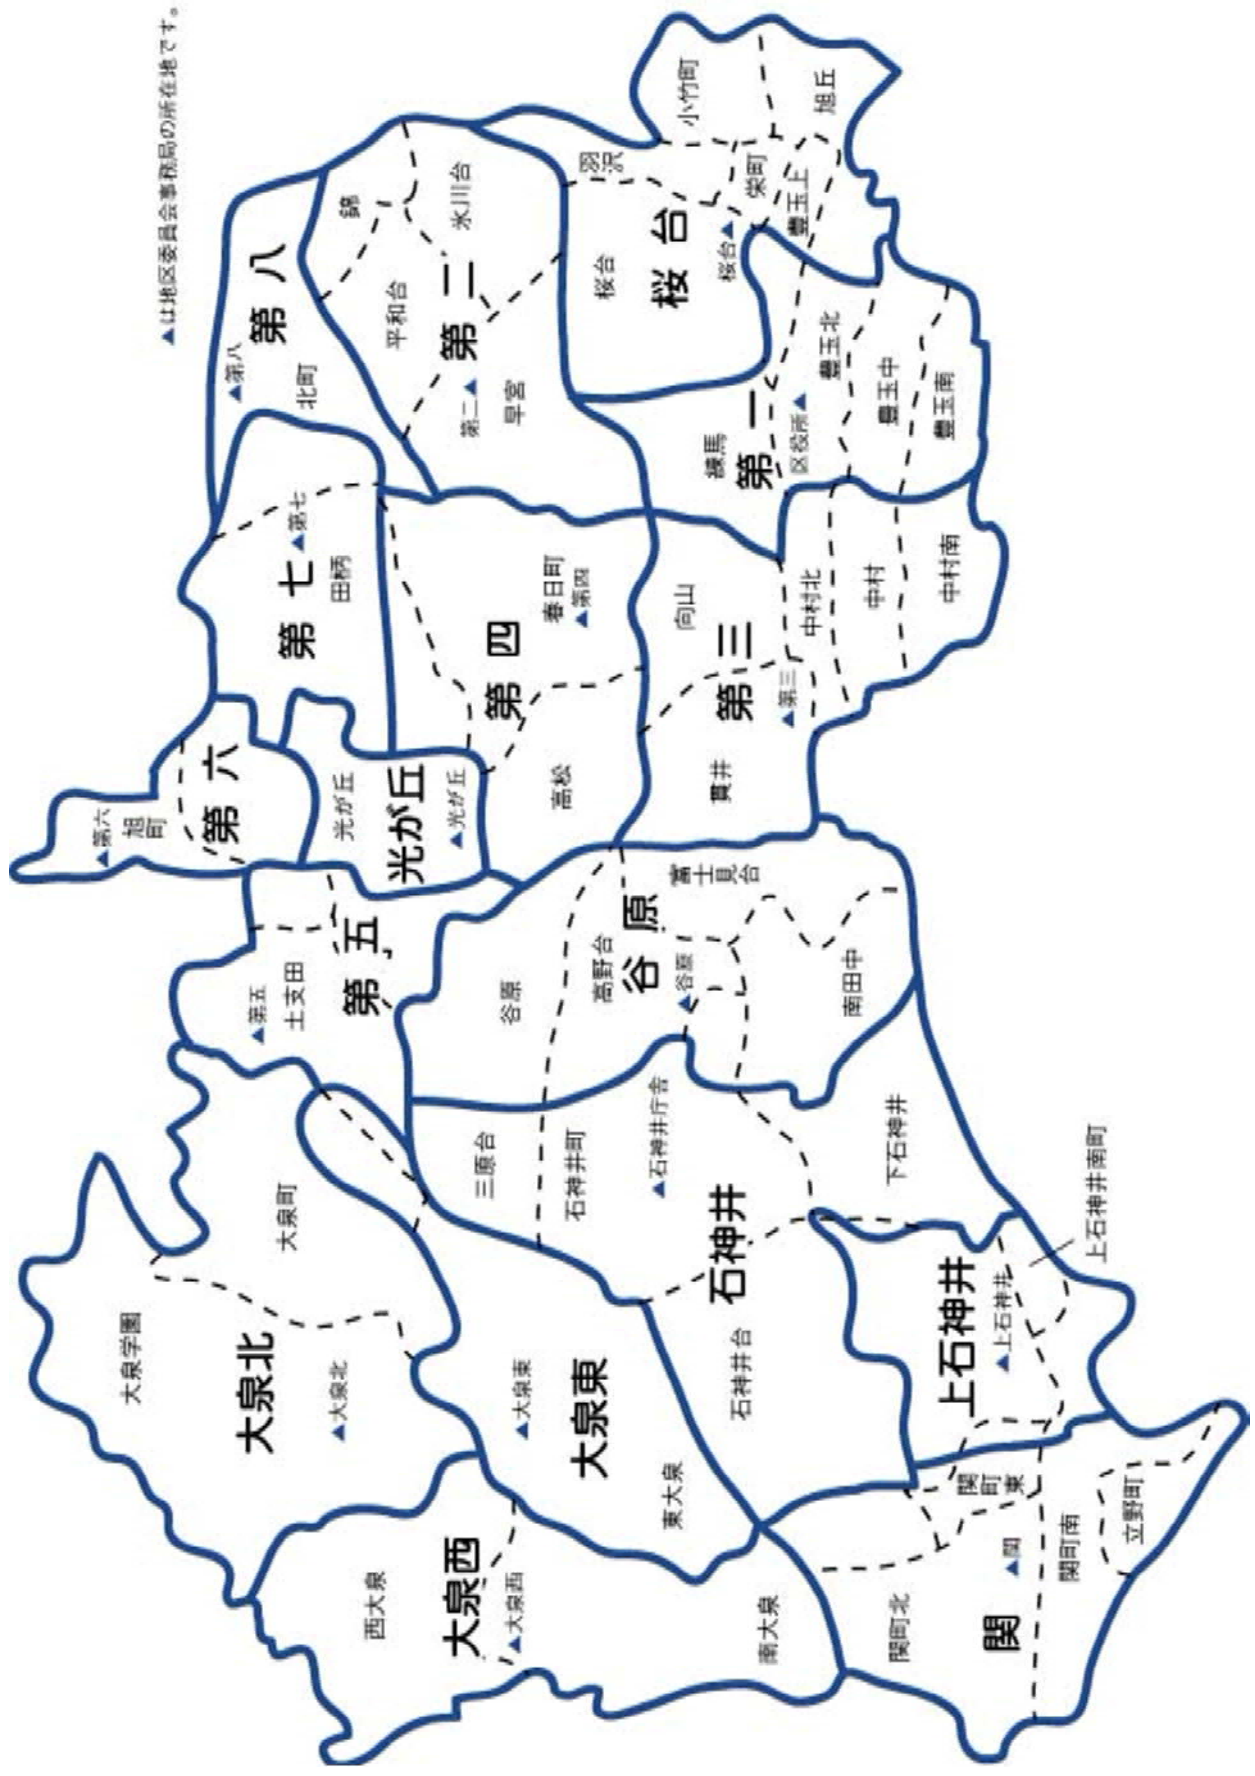 ▲は地区委員会事務局の所在地です。
▲第六
旭町
第六
光が丘
光が丘
▲光が丘
第七
▲第七
田柄
第八
▲第八
北町
錦
氷川台
平和台
第二
第二▲
早宮
小竹町
旭丘
羽沢
栄町
豊玉上
桜台
桜台
桜台▲
練馬
第一
区役所▲
豊玉北
豊玉中
豊玉南
春日町
▲第四
第四
高松
向山
第三
▲第三
貫井
中村北
中村
中村南
第五
▲第五
土支田
谷原
高野台
谷原
▲谷原
富士見台
南田中
大泉学園
大泉町
大泉北
▲大泉北
三原台
石神井町
▲石神井庁舎
石神井
石神井台
下石神井
▲大泉東
大泉東
東大泉
上石神井
▲上石神井
上石神井南町
西大泉
大泉西
▲大泉西
南大泉
関町北
関町東
関
▲関
関町南
立野町